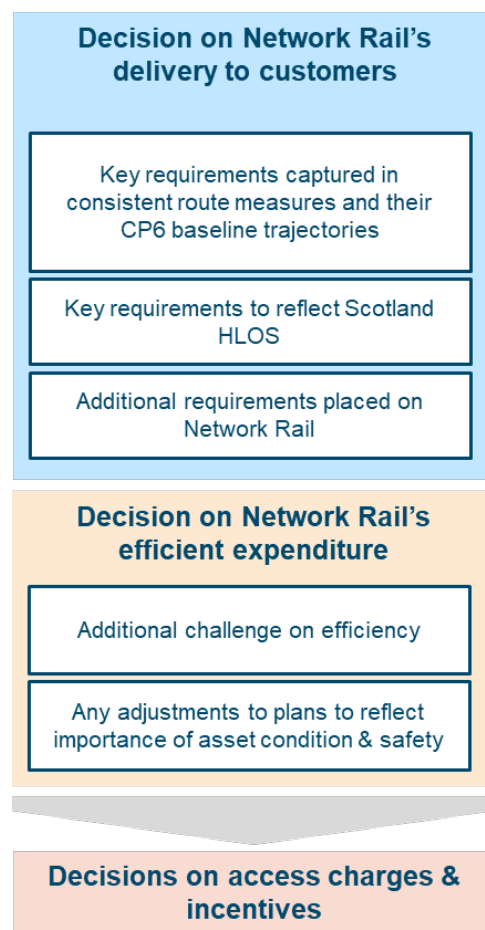 Decision on Network Rail’s
delivery to customers
Key requirements captured in
consistent route measures and their
CP6 baseline trajectories
Key requirements to reflect Scotland
HLOS
Additional requirements placed on
Network Rail
Decision on Network Rail’s
efficient expenditure
Additional challenge on efficiency
Any adjustments to plans to reflect
importance of asset condition & safety
Decisions on access charges &
incentives